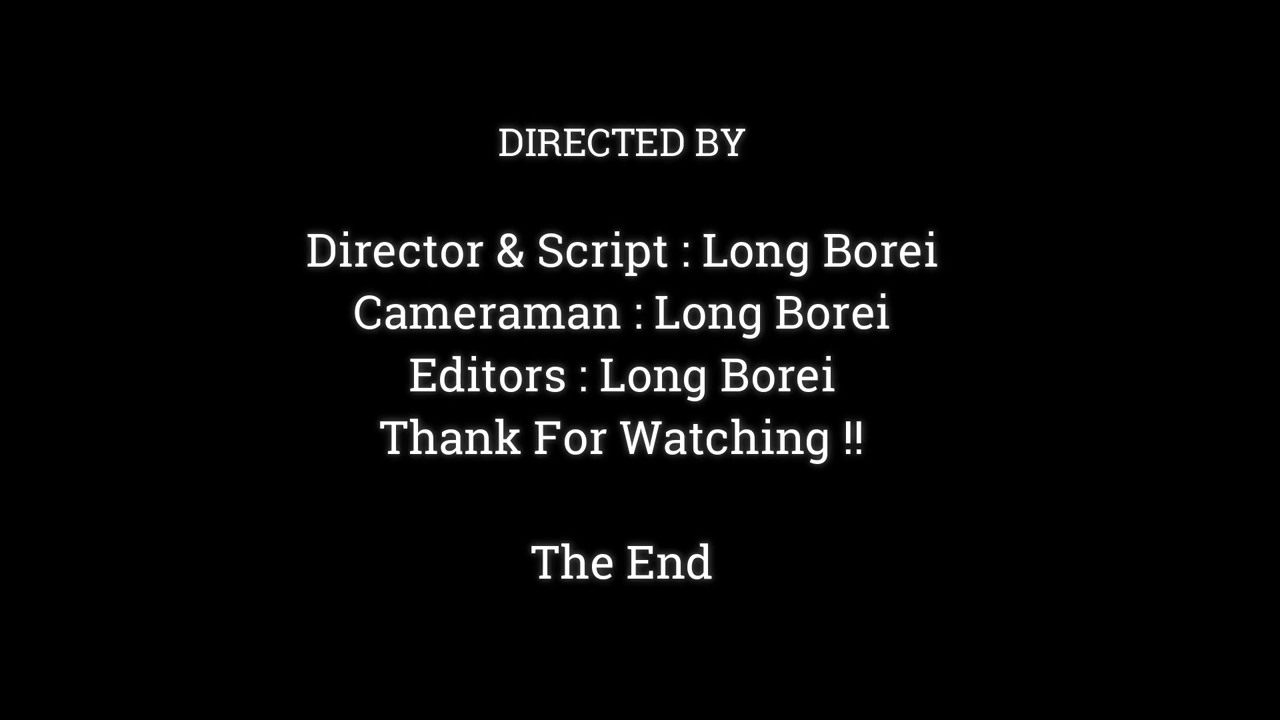 DIRECTED BY
Director & Script : Long Borei
Cameraman : Long Borei
Editors : Long Borei
Thank For Watching !!
The End